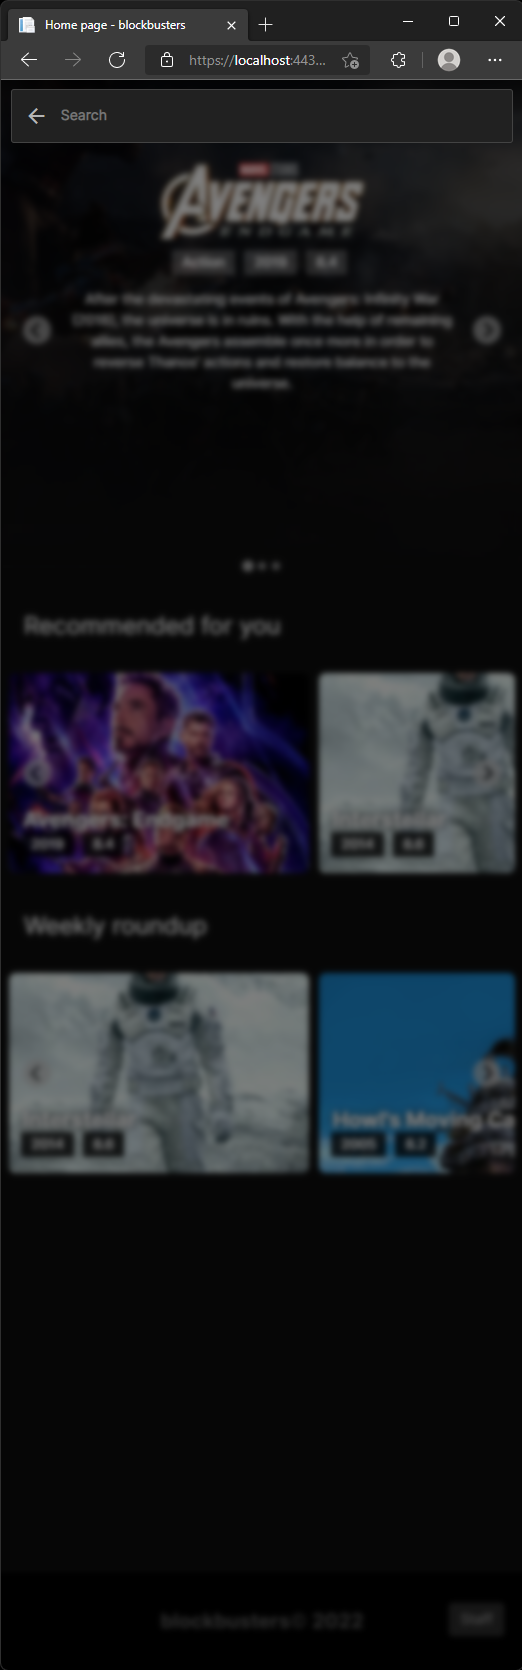 Home page - blockbusters
https://localhost:443...
Search
AVENGERS
ENDGAME
Action 2019 8.4
After the devastating events of Avengers: Infinity War
(2018), the universe is in ruins. With the help of remaining
allies, the Avengers assemble once more in order to
reverse Thanos' actions and restore balance to the
universe.
Recommended for you
Avengers: Endgame
2019 8.4
Interstellar
2014 8.6
Weekly roundup
Interstellar
2014 8.6
Howl's Moving Ca
2005 8.2
blockbusters© 2022
Staff